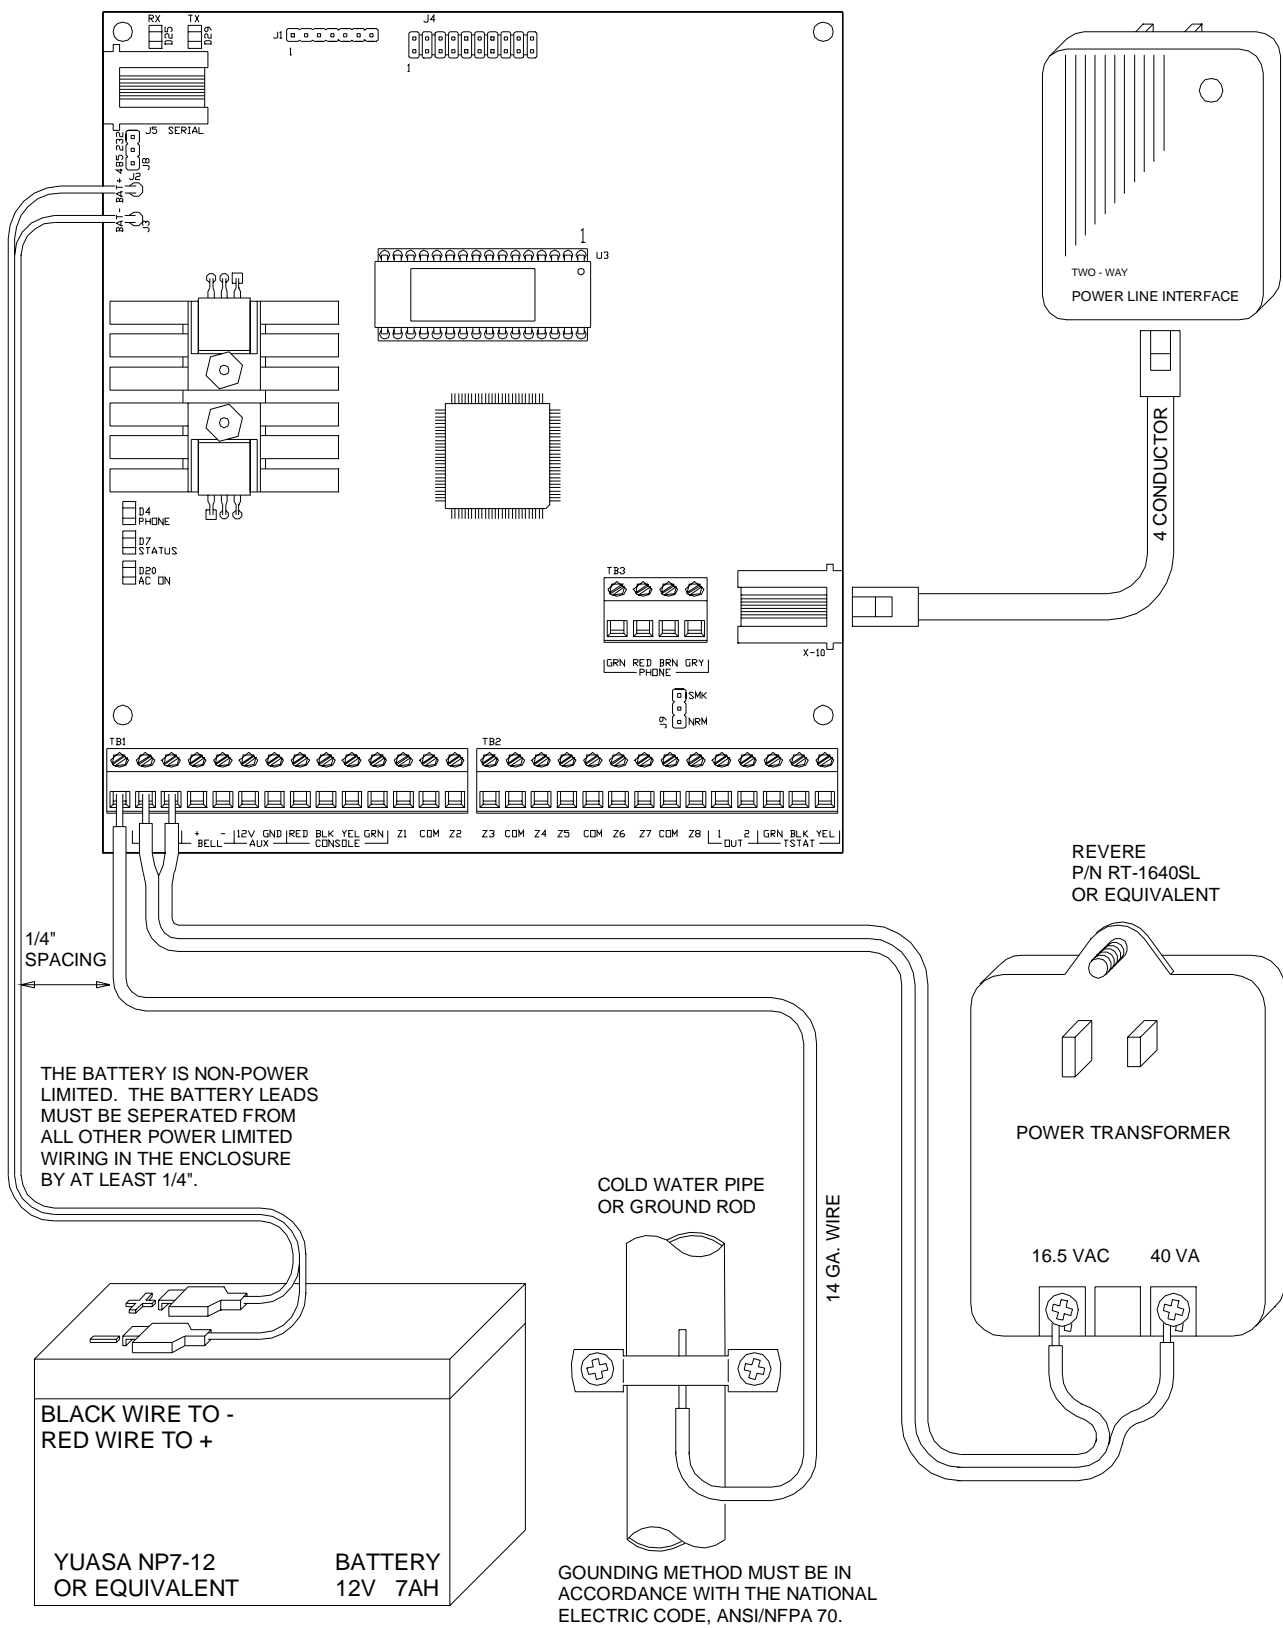 RX TX
D25 D29
J1
1
J4
1
J5 SERIAL
485 232
J8
J2
BAT- BAT+
J3
1
U3
TWO - WAY
POWER LINE INTERFACE
4 CONDUCTOR
D4
PHONE
D7
STATUS
D20
AC ON
TB3
GRN RED BRN GRY
PHONE
X-10
SMK
J9
NRM
TB1
TB2
+ - 12V GND RED BLK YEL GRN Z1 COM Z2 Z3 COM Z4 Z5 COM Z6 Z7 COM Z8 1 2 GRN BLK YEL
BELL AUX CONSOLE OUT TSTAT
REVERE
P/N RT-1640SL
OR EQUIVALENT
1/4"
SPACING
THE BATTERY IS NON-POWER
LIMITED. THE BATTERY LEADS
MUST BE SEPERATED FROM
ALL OTHER POWER LIMITED
WIRING IN THE ENCLOSURE
BY AT LEAST 1/4".
POWER TRANSFORMER
16.5 VAC 40 VA
COLD WATER PIPE
OR GROUND ROD
14 GA. WIRE
BLACK WIRE TO -
RED WIRE TO +
YUASA NP7-12
OR EQUIVALENT
BATTERY
12V 7AH
GOUNDING METHOD MUST BE IN
ACCORDANCE WITH THE NATIONAL
ELECTRIC CODE, ANSI/NFPA 70.